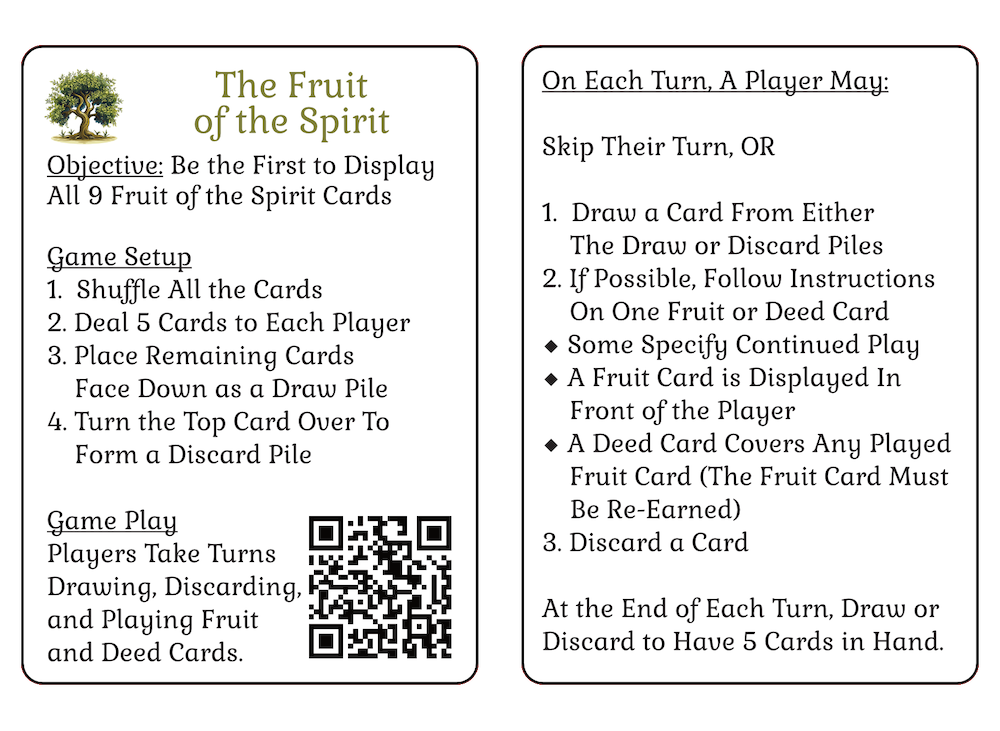 The Fruit
of the Spirit
Objective: Be the First to Display
All 9 Fruit of the Spirit Cards
Game Setup
1. Shuffle All the Cards
2. Deal 5 Cards to Each Player
3. Place Remaining Cards
Face Down as a Draw Pile
4. Turn the Top Card Over To
Form a Discard Pile
Game Play
Players Take Turns
Drawing, Discarding,
and Playing Fruit
and Deed Cards.
On Each Turn, A Player May:
Skip Their Turn, OR
1. Draw a Card From Either
The Draw or Discard Piles
2. If Possible, Follow Instructions
On One Fruit or Deed Card
◆ Some Specify Continued Play
◆ A Fruit Card is Displayed In
Front of the Player
◆ A Deed Card Covers Any Played
Fruit Card (The Fruit Card Must
Be Re-Earned)
3. Discard a Card
At the End of Each Turn, Draw or
Discard to Have 5 Cards in Hand.